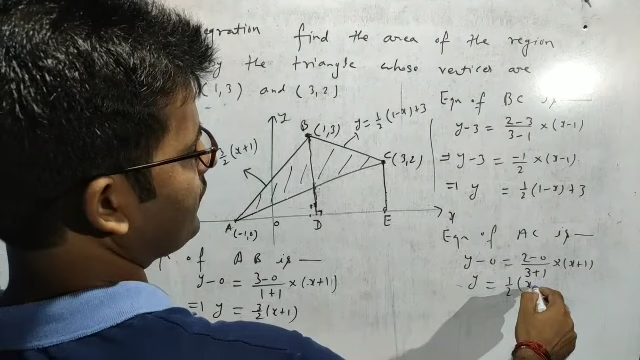 find the area of the region
the triangle whose vertices are
1,3) and (3,2)
y
B (1,3)
y = 1/2 (1-x)+3
3/2 (x+1)
C (3,2)
A (-1,0)
o
D
E
x
Eqn of BC is —
y-3 = 2-3/3-1 × (x-1)
⇒ y-3 = -1/2 × (x-1)
⇒ y = 1/2 (1-x)+3
Eqn of AC is —
y-0 = 2-0/3+1 × (x+1)
y = 1/2 (x
of AB is —
y-0 = 3-0/1+1 × (x+1)
⇒ y = 3/2 (x+1)